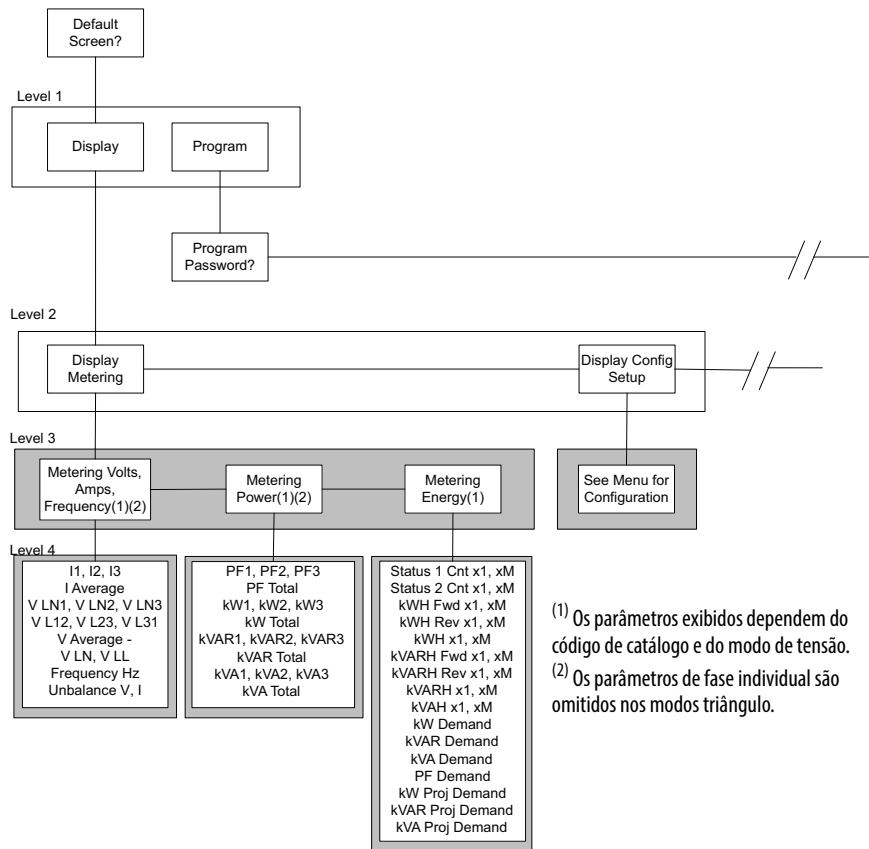 Default
Screen?
Level 1
Display
Program
Program
Password?
Level 2
Display
Metering
Display Config
Setup
Level 3
Metering Volts,
Amps,
Frequency(1)(2)
Metering
Power(1)(2)
Metering
Energy(1)
See Menu for
Configuration
Level 4
I1, I2, I3
I Average
V LN1, V LN2, V LN3
V L12, V L23, V L31
V Average -
V LN, V LL
Frequency Hz
Unbalance V, I
PF1, PF2, PF3
PF Total
kW1, kW2, kW3
kW Total
kVAR1, kVAR2, kVAR3
kVAR Total
kVA1, kVA2, kVA3
kVA Total
Status 1 Cnt x1, xM
Status 2 Cnt x1, xM
kWH Fwd x1, xM
kWH Rev x1, xM
kWH x1, xM
kVARH Fwd x1, xM
kVARH Rev x1, xM
kVARH x1, xM
kVAH x1, xM
kW Demand
kVAR Demand
kVA Demand
PF Demand
kW Proj Demand
kVAR Proj Demand
kVA Proj Demand
(1) Os parâmetros exibidos dependem do
código de catálogo e do modo de tensão.
(2) Os parâmetros de fase individual são
omitidos nos modos triângulo.